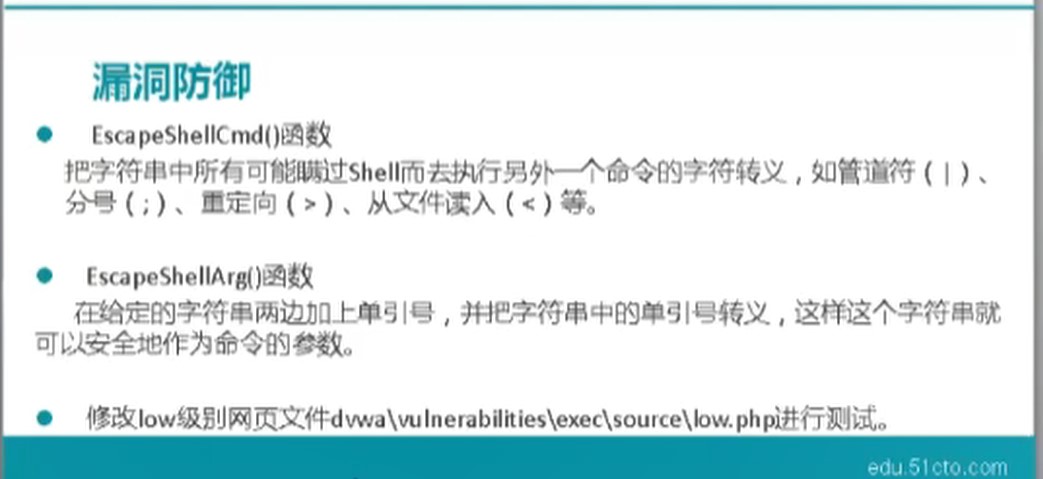 漏洞防御
EscapeShellCmd()函数
把字符串中所有可能瞒过Shell而去执行另外一个命令的字符转义，如管道符(|)、
分号(;)、重定向(>)、从文件读入(<)等。
EscapeShellArg()函数
在给定的字符串两边加上单引号，并把字符串中的单引号转义，这样这个字符串就
可以安全地作为命令的参数。
修改low级别网页文件dvwa\vulnerabilities\exec\source\low.php进行测试。
edu.51cto.com